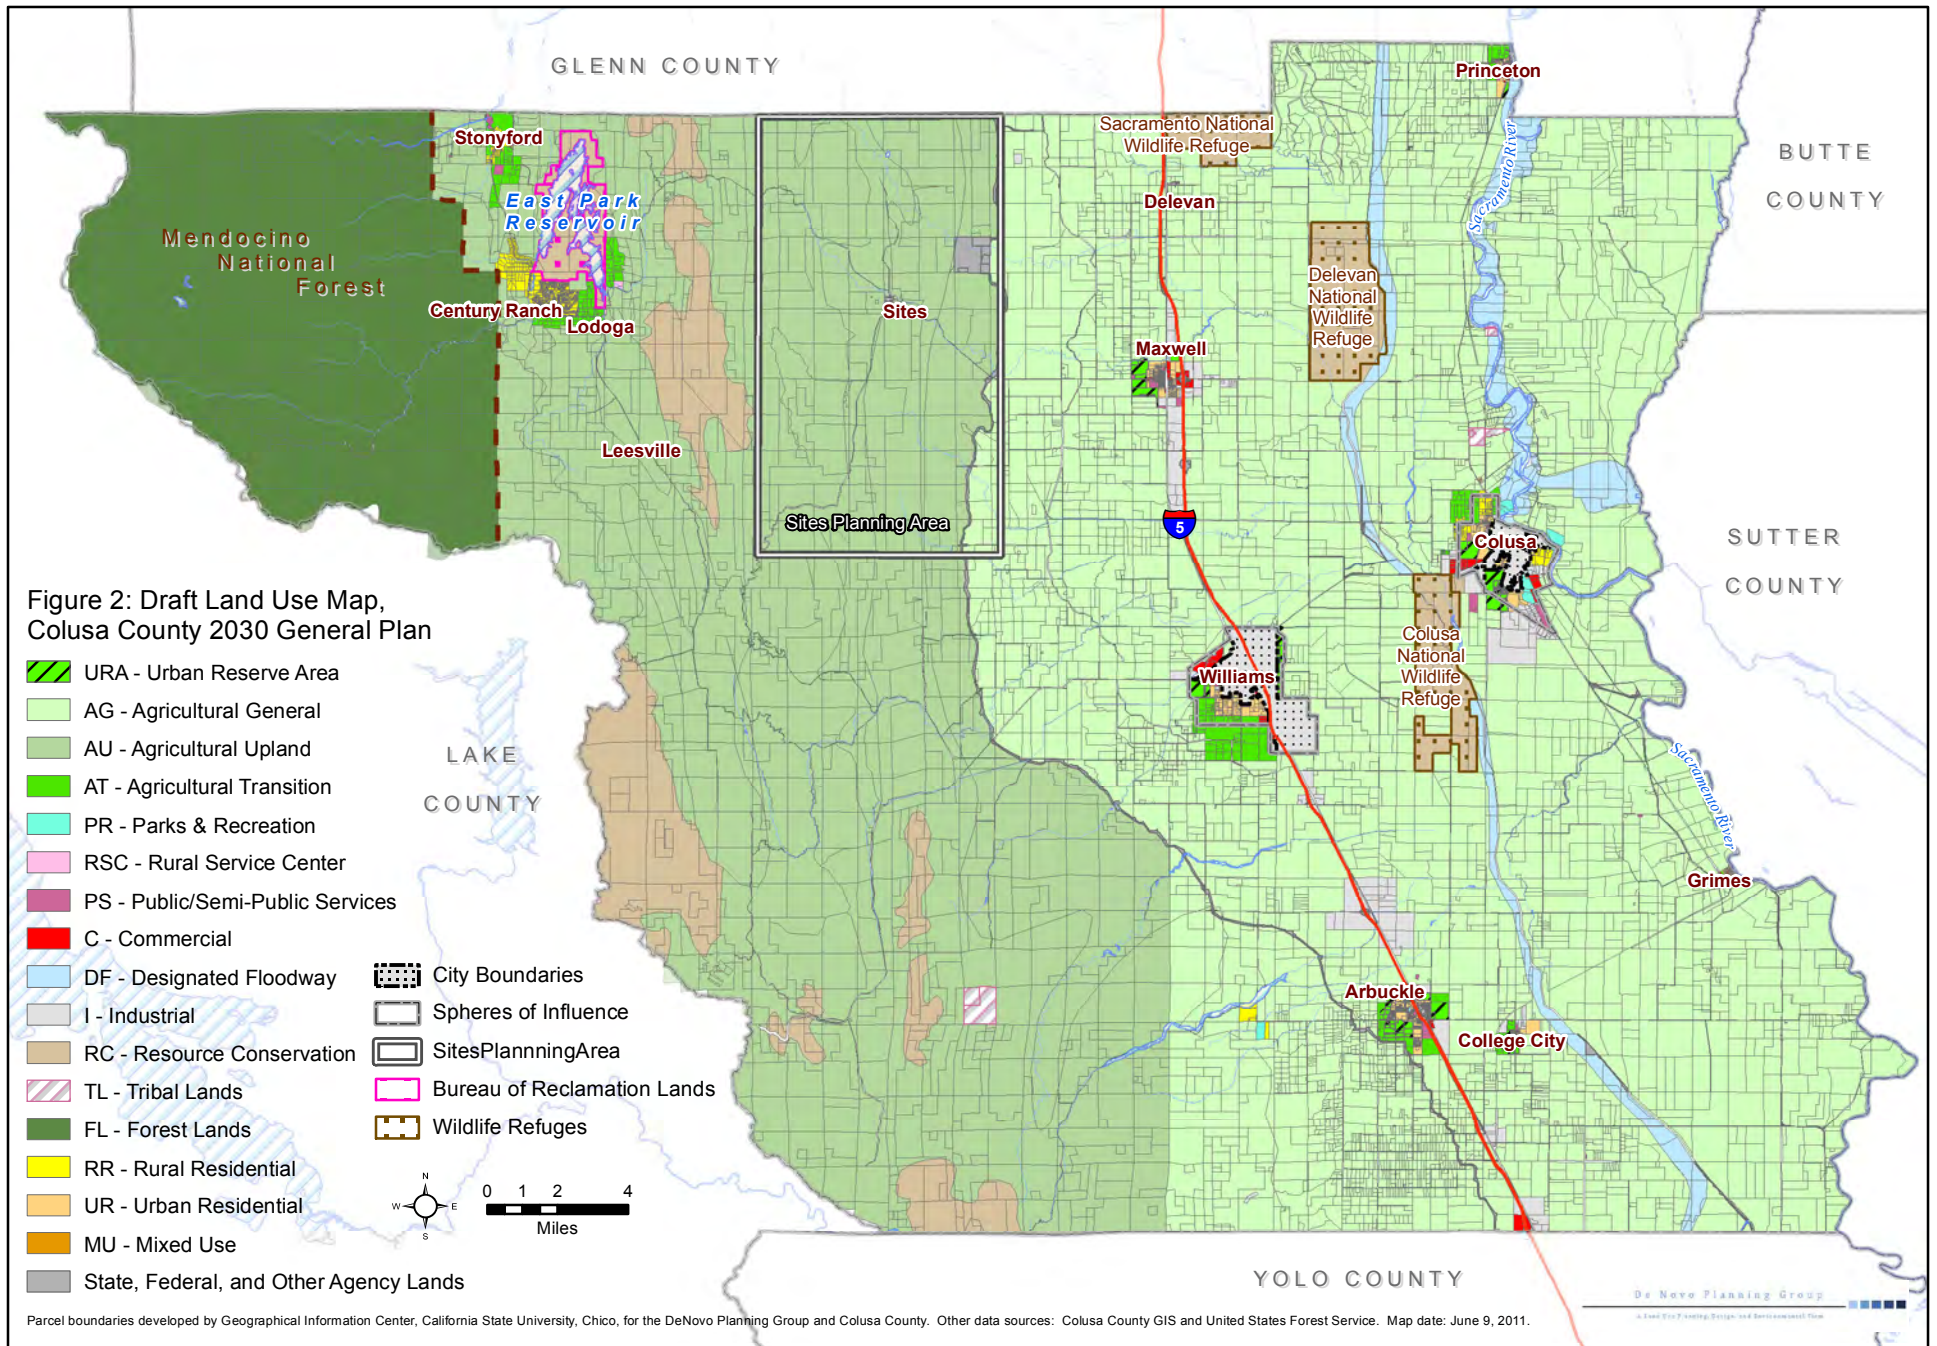 GLENN COUNTY
Princeton
Sacramento National
Wildlife Refuge
Stonyford
Sacramento River
BUTTE
COUNTY
East Park
Reservoir
Delevan
Mendocino
National
Forest
Delevan
National
Wildlife
Refuge
Century Ranch
Lodoga
Sites
Maxwell
Leesville
Sites Planning Area
5
Colusa
SUTTER
COUNTY
Figure 2: Draft Land Use Map,
Colusa County 2030 General Plan
Colusa
National
Wildlife
Refuge
Williams
LAKE
COUNTY
Sacramento River
Grimes
Arbuckle
College City
URA - Urban Reserve Area
AG - Agricultural General
AU - Agricultural Upland
AT - Agricultural Transition
PR - Parks & Recreation
RSC - Rural Service Center
PS - Public/Semi-Public Services
C - Commercial
DF - Designated Floodway
I - Industrial
RC - Resource Conservation
TL - Tribal Lands
FL - Forest Lands
RR - Rural Residential
UR - Urban Residential
MU - Mixed Use
State, Federal, and Other Agency Lands
City Boundaries
Spheres of Influence
SitesPlannningArea
Bureau of Reclamation Lands
Wildlife Refuges
N
W E
S
0 1 2 4
Miles
YOLO COUNTY
De Novo Planning Group
A Land Use Planning, Design, and Environmental Firm
Parcel boundaries developed by Geographical Information Center, California State University, Chico, for the DeNovo Planning Group and Colusa County. Other data sources: Colusa County GIS and United States Forest Service. Map date: June 9, 2011.